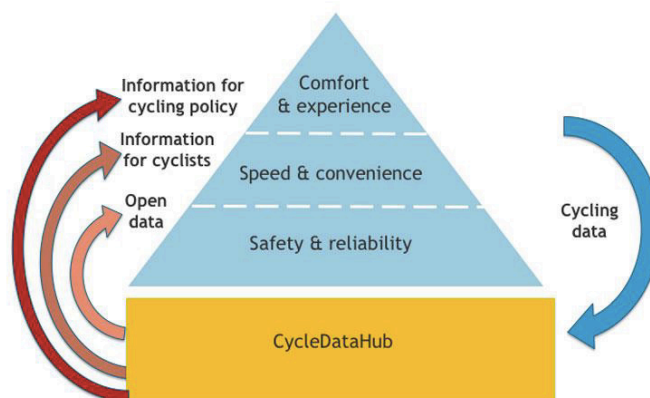 Information for
cycling policy
Comfort
& experience
Information
for cyclists
Speed & convenience
Open
data
Cycling
data
Safety & reliability
CycleDataHub